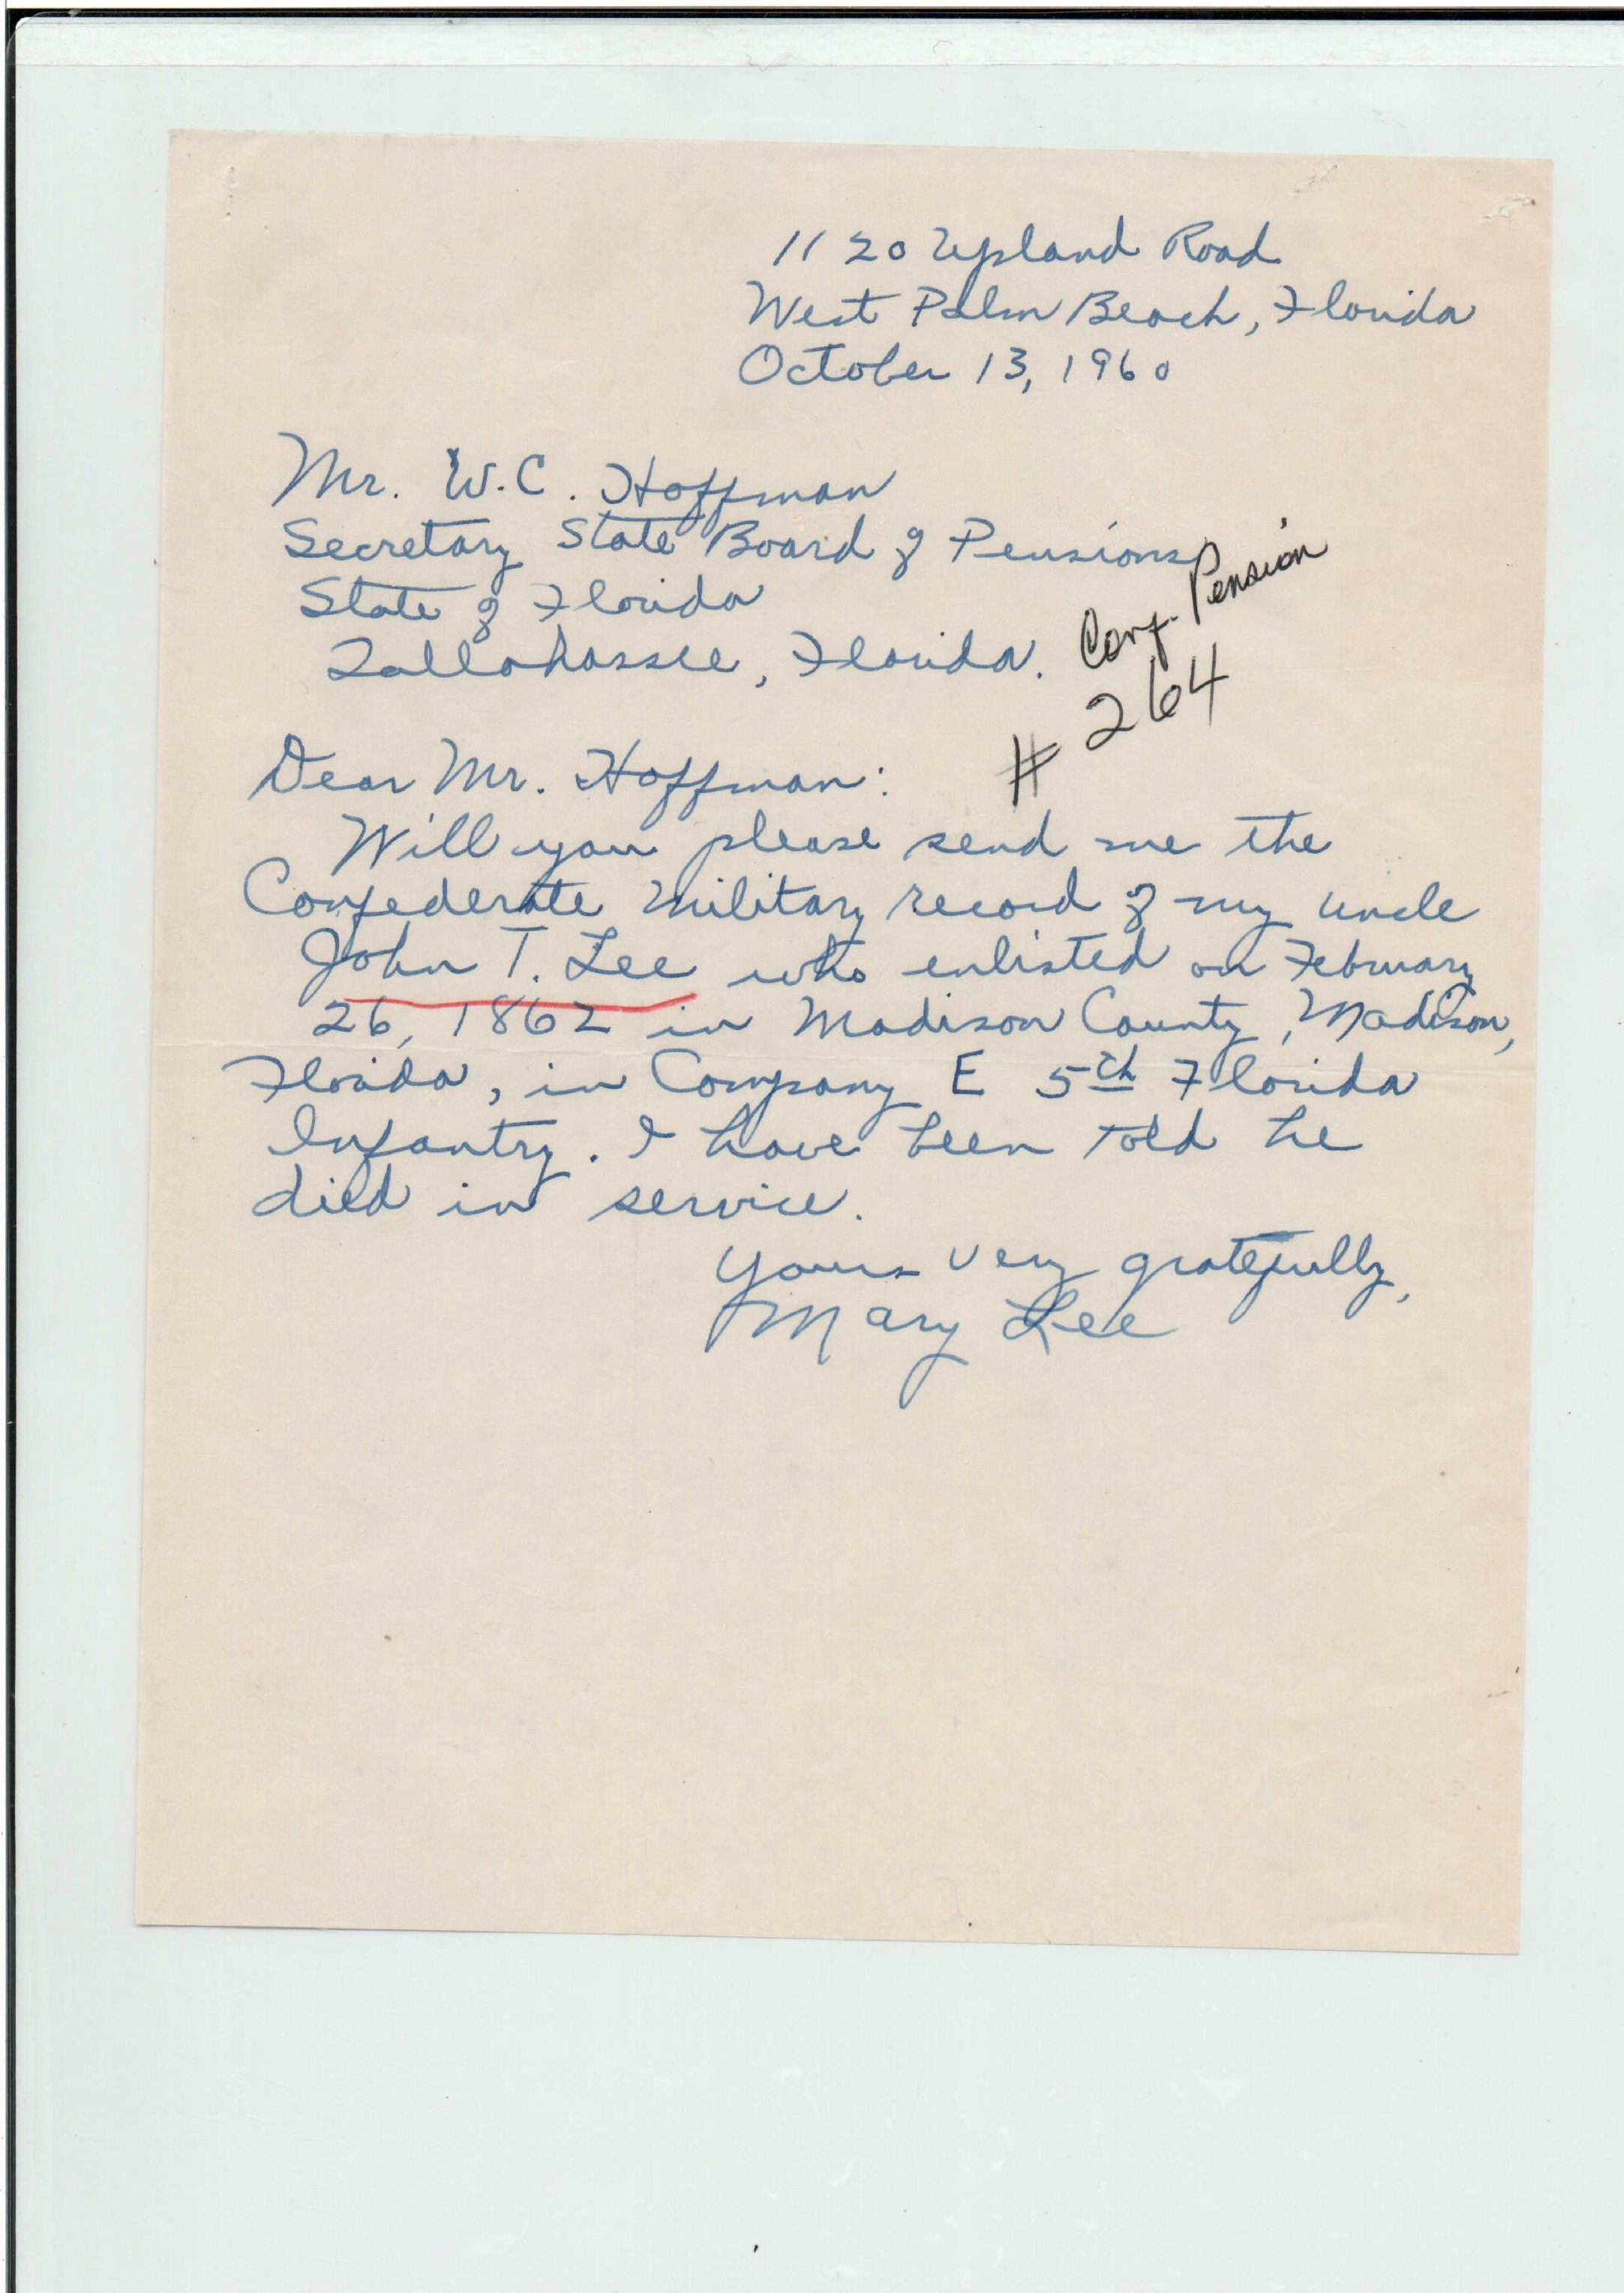 1120 Upland Road
West Palm Beach, Florida
October 13, 1960
Mr. W.C. Hoffman
Secretary State Board of Pensions
State of Florida
Tallahassee, Florida.
Conf. Pension
# 264
Dear Mr. Hoffman:
Will you please send me the
Confederate Military record of my uncle
John T. Lee who enlisted on February
26, 1862 in Madison County, Madison,
Florida, in Company E 5th Florida
Infantry. I have been told he
died in service.
Yours very gratefully,
Mary Lee